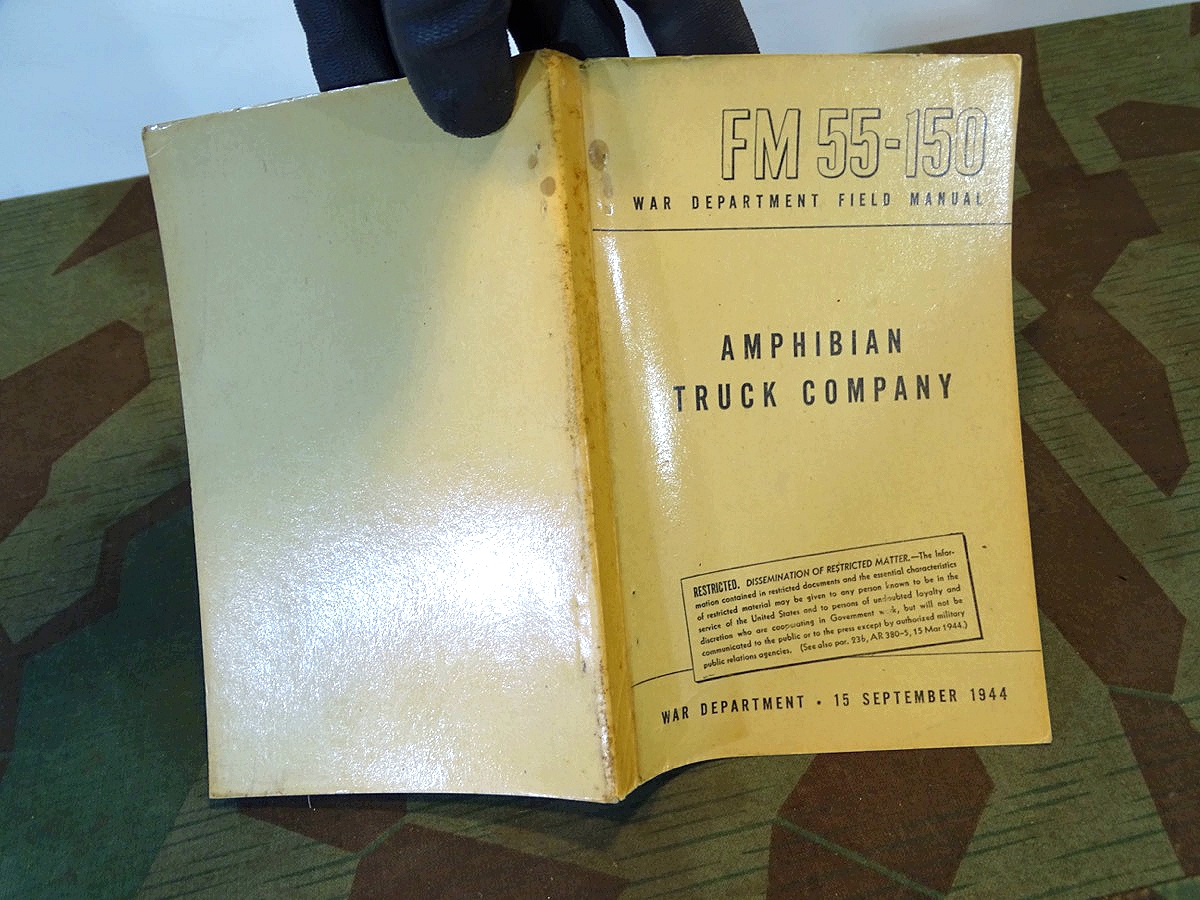 FM 55-150
WAR DEPARTMENT FIELD MANUAL
AMPHIBIAN
TRUCK COMPANY
RESTRICTED. DISSEMINATION OF RESTRICTED MATTER.—The infor-
mation contained in restricted documents and the essential characteristics
of restricted material may be given to any person known to be in the
service of the United States and to persons of undoubted loyalty and
discretion who are cooperating in Government work, but will not be
communicated to the public or to the press except by authorized military
public relations agencies. (See also par. 23b, AR 380-5, 15 Mar 1944.)
WAR DEPARTMENT • 15 SEPTEMBER 1944